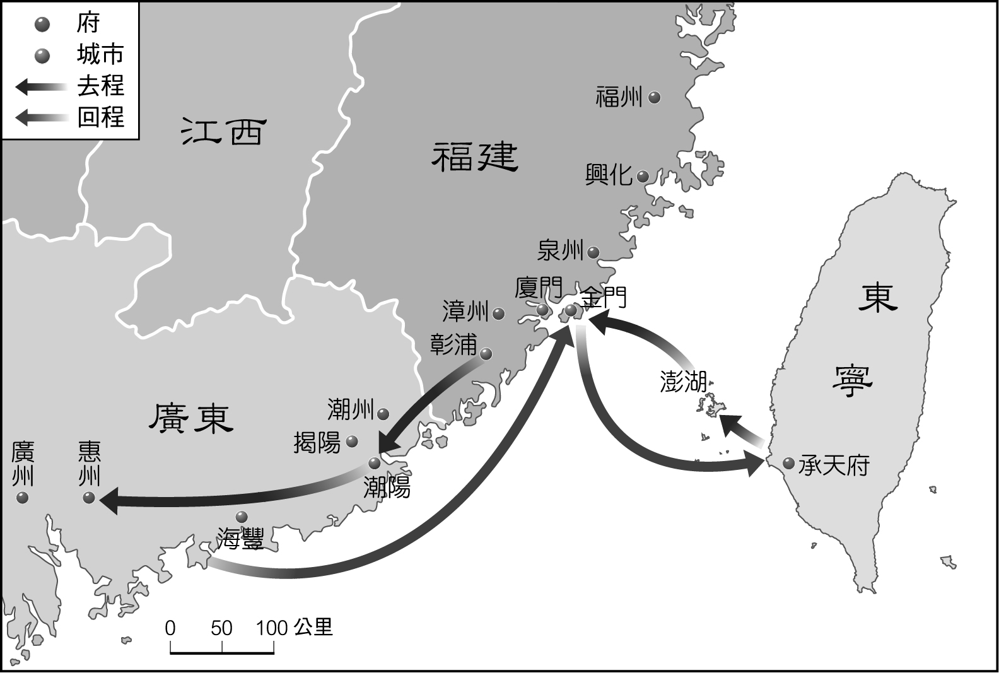 府
城市
去程
回程
江西
福建
福州
興化
泉州
廈門
金門
漳州
彰浦
東
寧
澎湖
廣東
潮州
揭陽
潮陽
廣州
惠州
海豐
承天府
0 50 100 公里